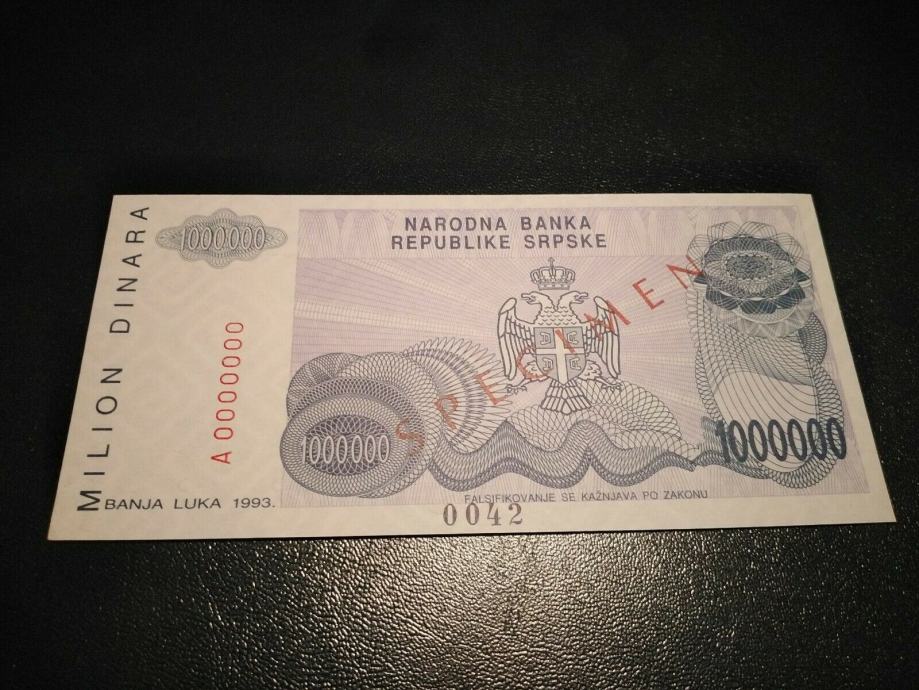 MILION DINARA
1000000
A 0000000
BANJA LUKA 1993.
NARODNA BANKA
REPUBLIKE SRPSKE
SPECIMEN
1000000
1000000
FALSIFIKOVANJE SE KAŽNJAVA PO ZAKONU
0042